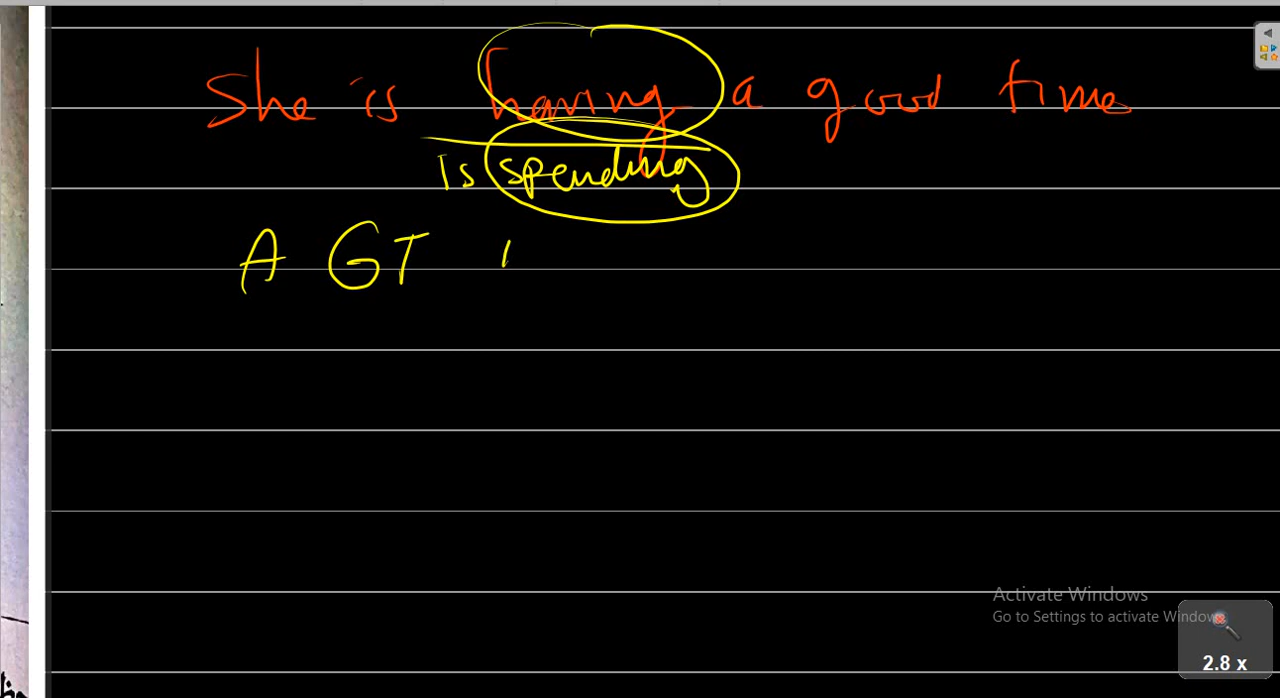 She is having a good time
is spending
A GT
Activate Windows
Go to Settings to activate Windows
2.8 x